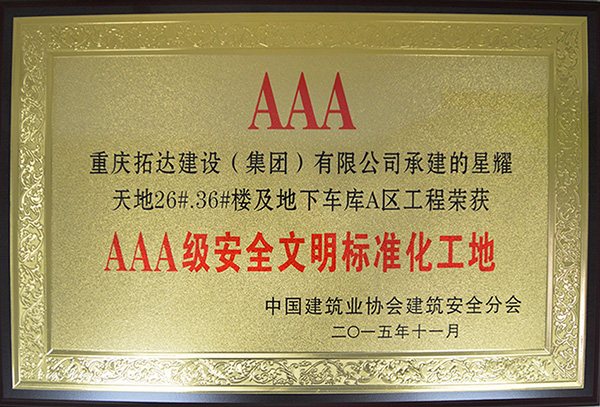 AAA
重庆拓达建设（集团）有限公司承建的星耀
天地26#.36#楼及地下车库A区工程荣获
AAA级安全文明标准化工地
中国建筑业协会建筑安全分会
二〇一五年十一月